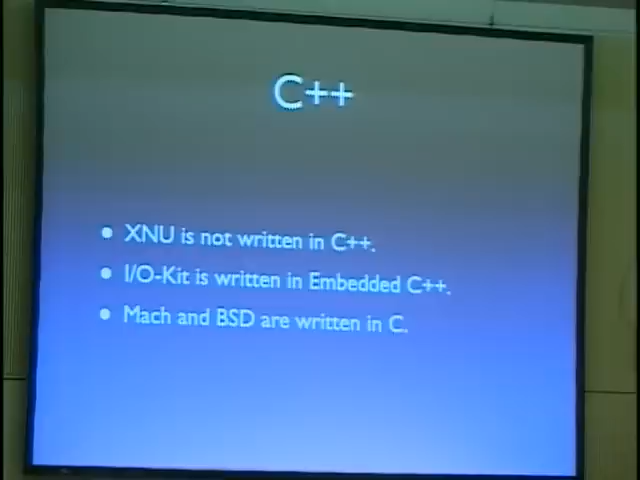 C++
• XNU is not written in C++.
• I/O-Kit is written in Embedded C++.
• Mach and BSD are written in C.